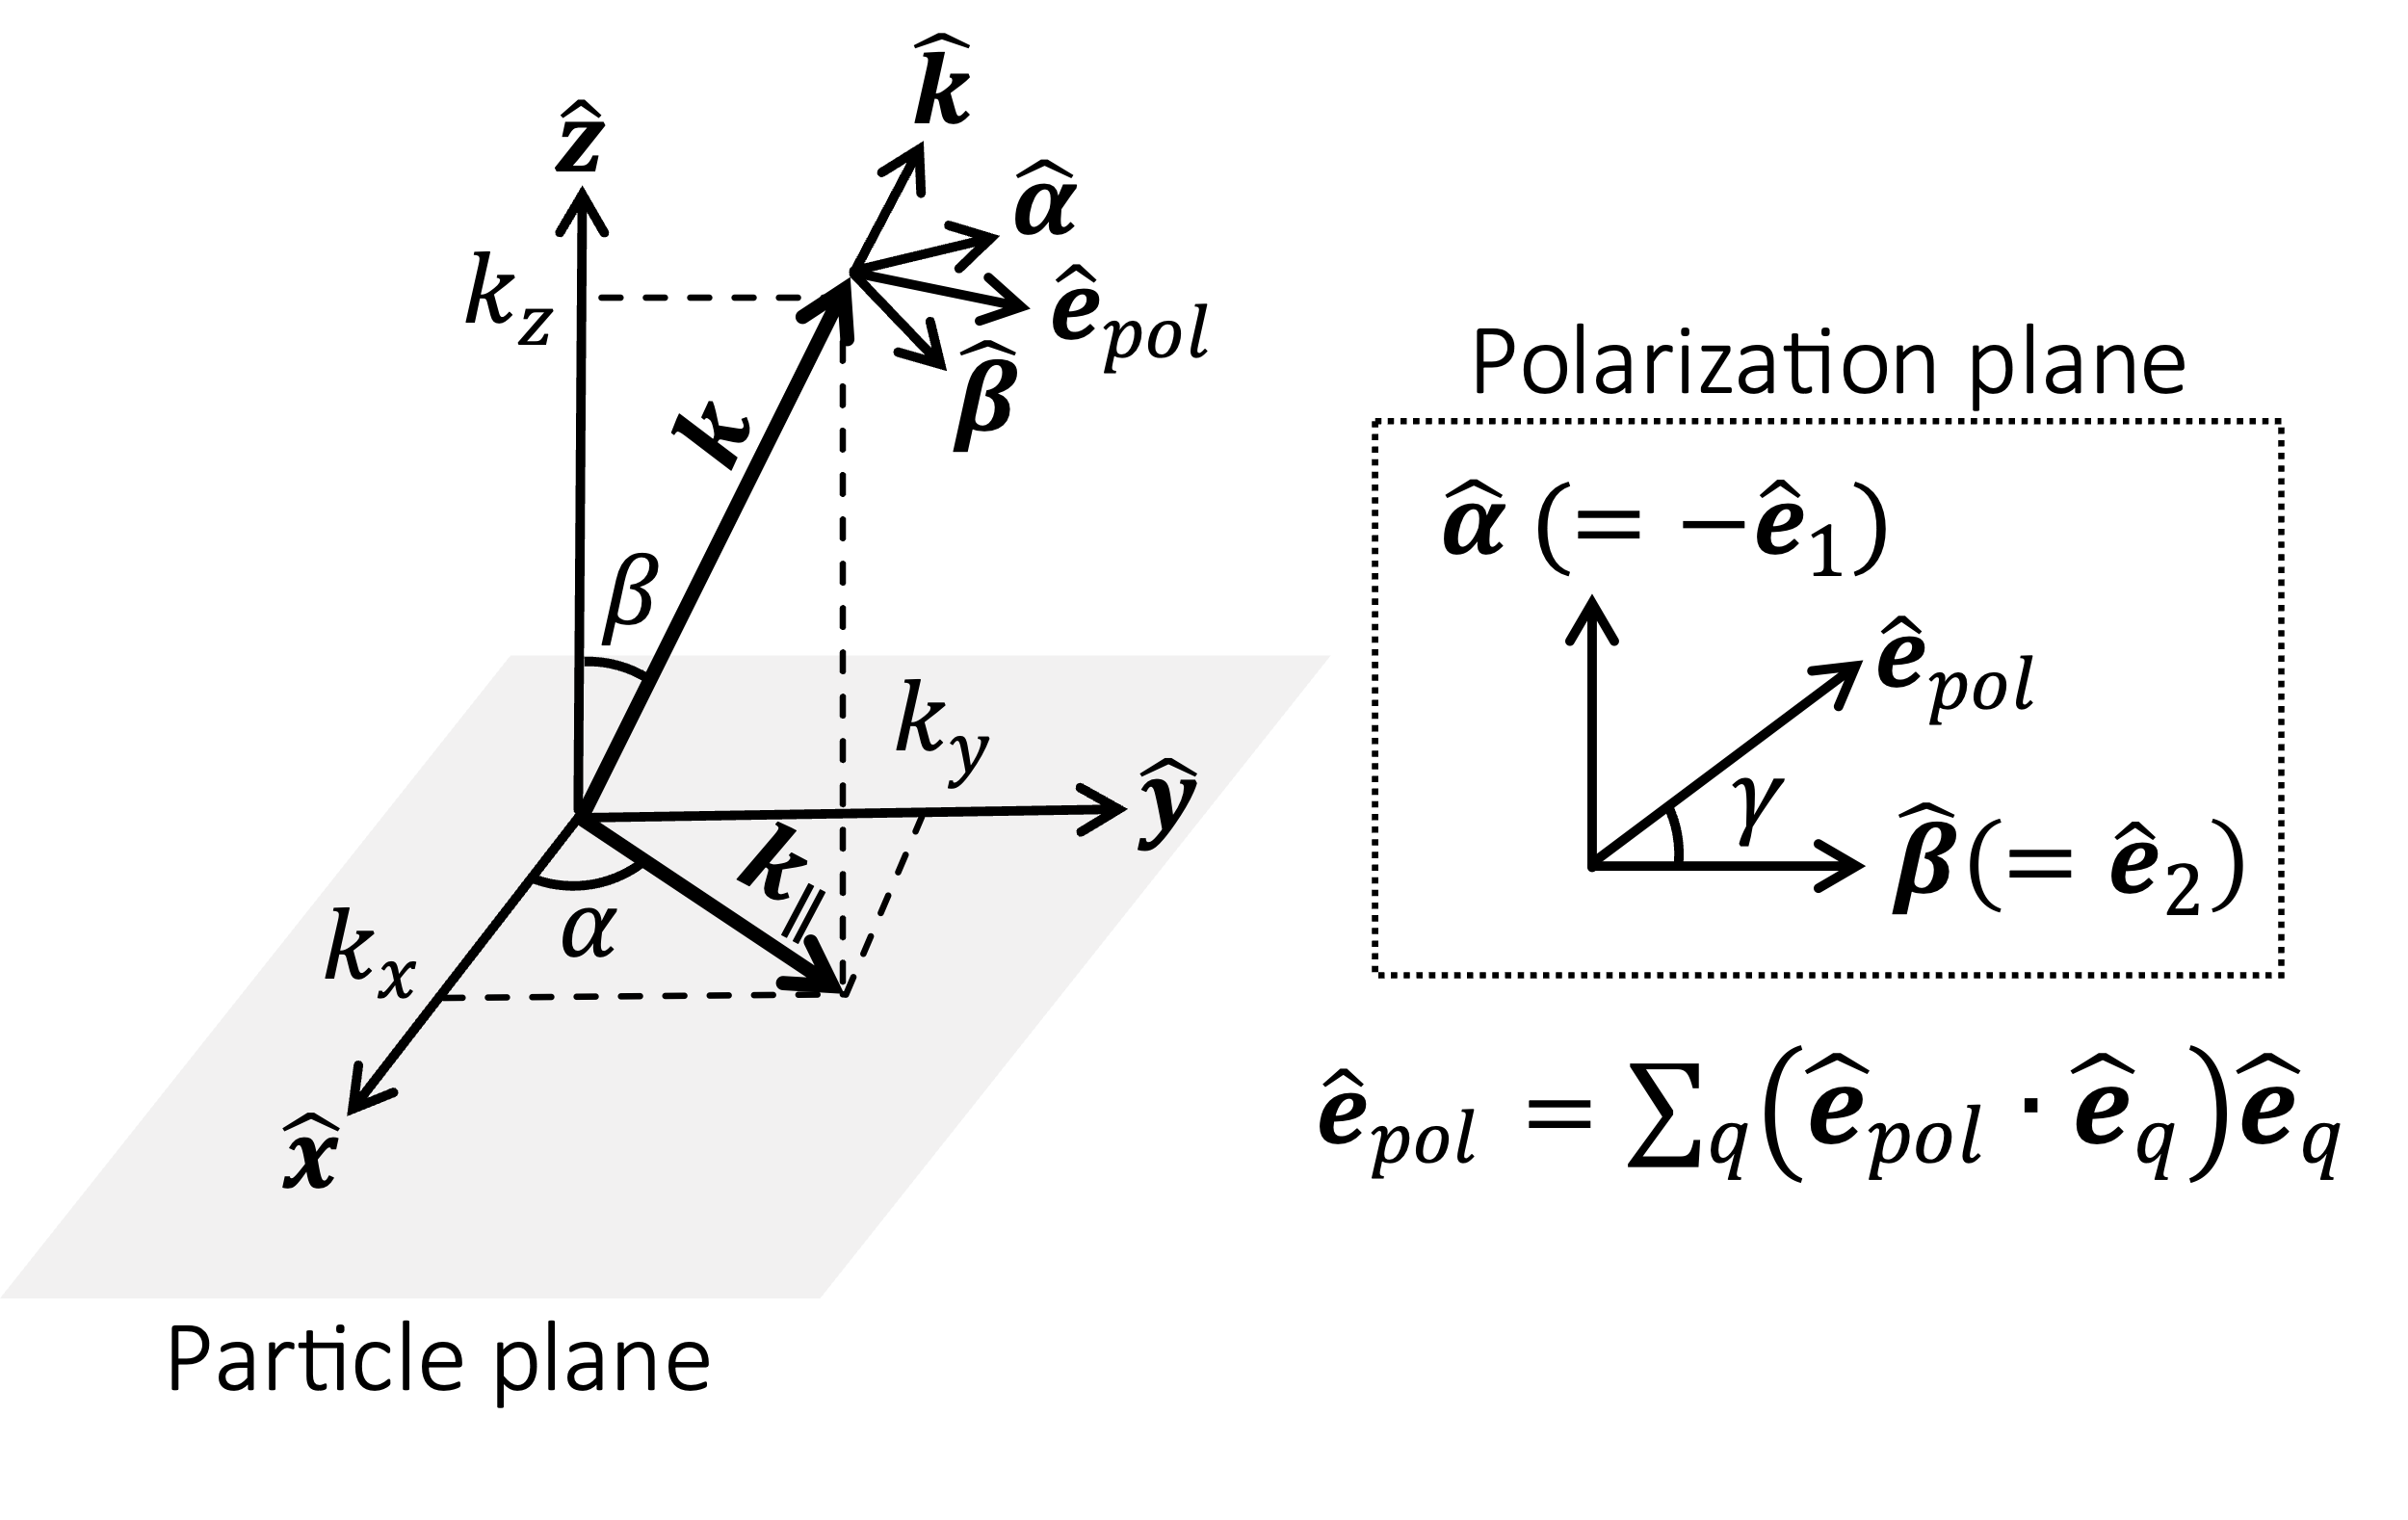 k̂
ẑ
α̂
k_z
ê_pol
β̂
k
Polarization plane
α̂ (= −ê_1)
β
ê_pol
k_y
γ
ŷ
β̂ (= ê_2)
k_∥
α
k_x
x̂
ê_pol = ∑_q(ê_pol · ê_q)ê_q
Particle plane